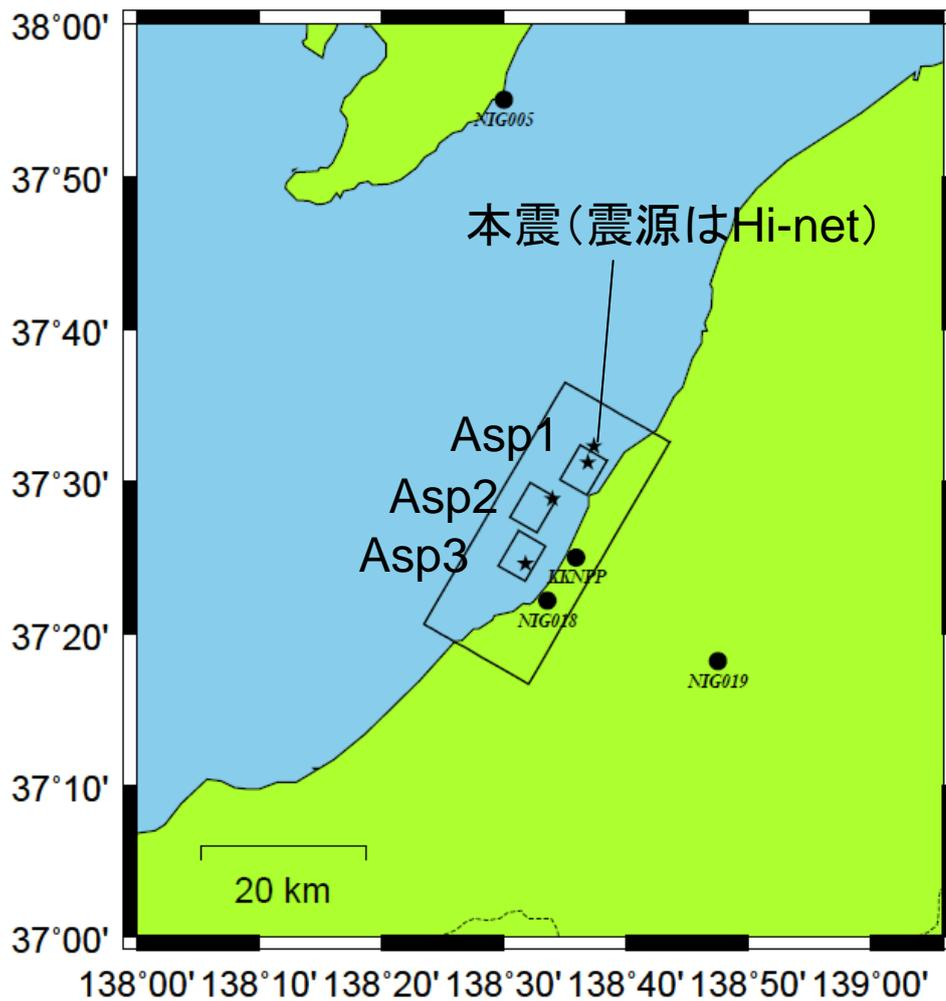 38°00'
NIG005
37°50'
本震（震源はHi-net）
37°40'
Asp1
37°30'
Asp2
Asp3
KKNPP
NIG018
37°20'
NIG019
37°10'
20 km
37°00'
138°00' 138°10' 138°20' 138°30' 138°40' 138°50' 139°00'